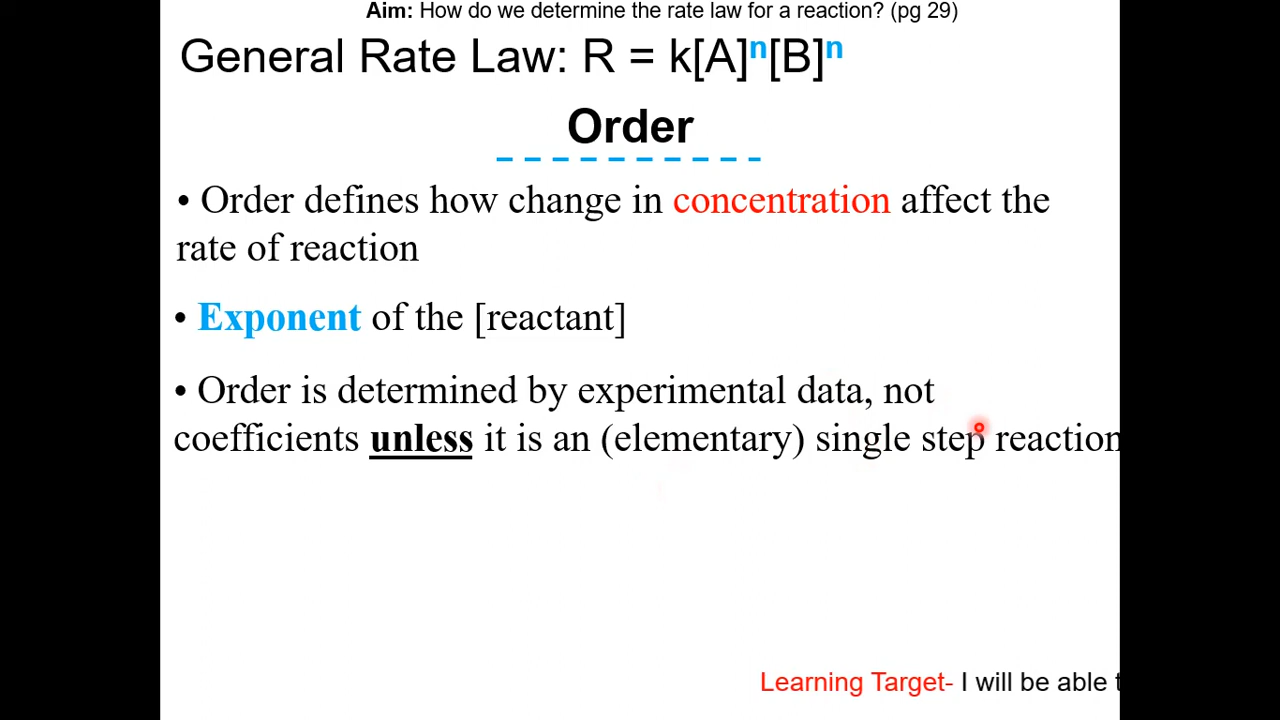 Aim: How do we determine the rate law for a reaction? (pg 29)
General Rate Law: R = k[A]ⁿ[B]ⁿ
Order
• Order defines how change in concentration affect the
rate of reaction
• Exponent of the [reactant]
• Order is determined by experimental data, not
coefficients unless it is an (elementary) single step reaction
Learning Target- I will be able